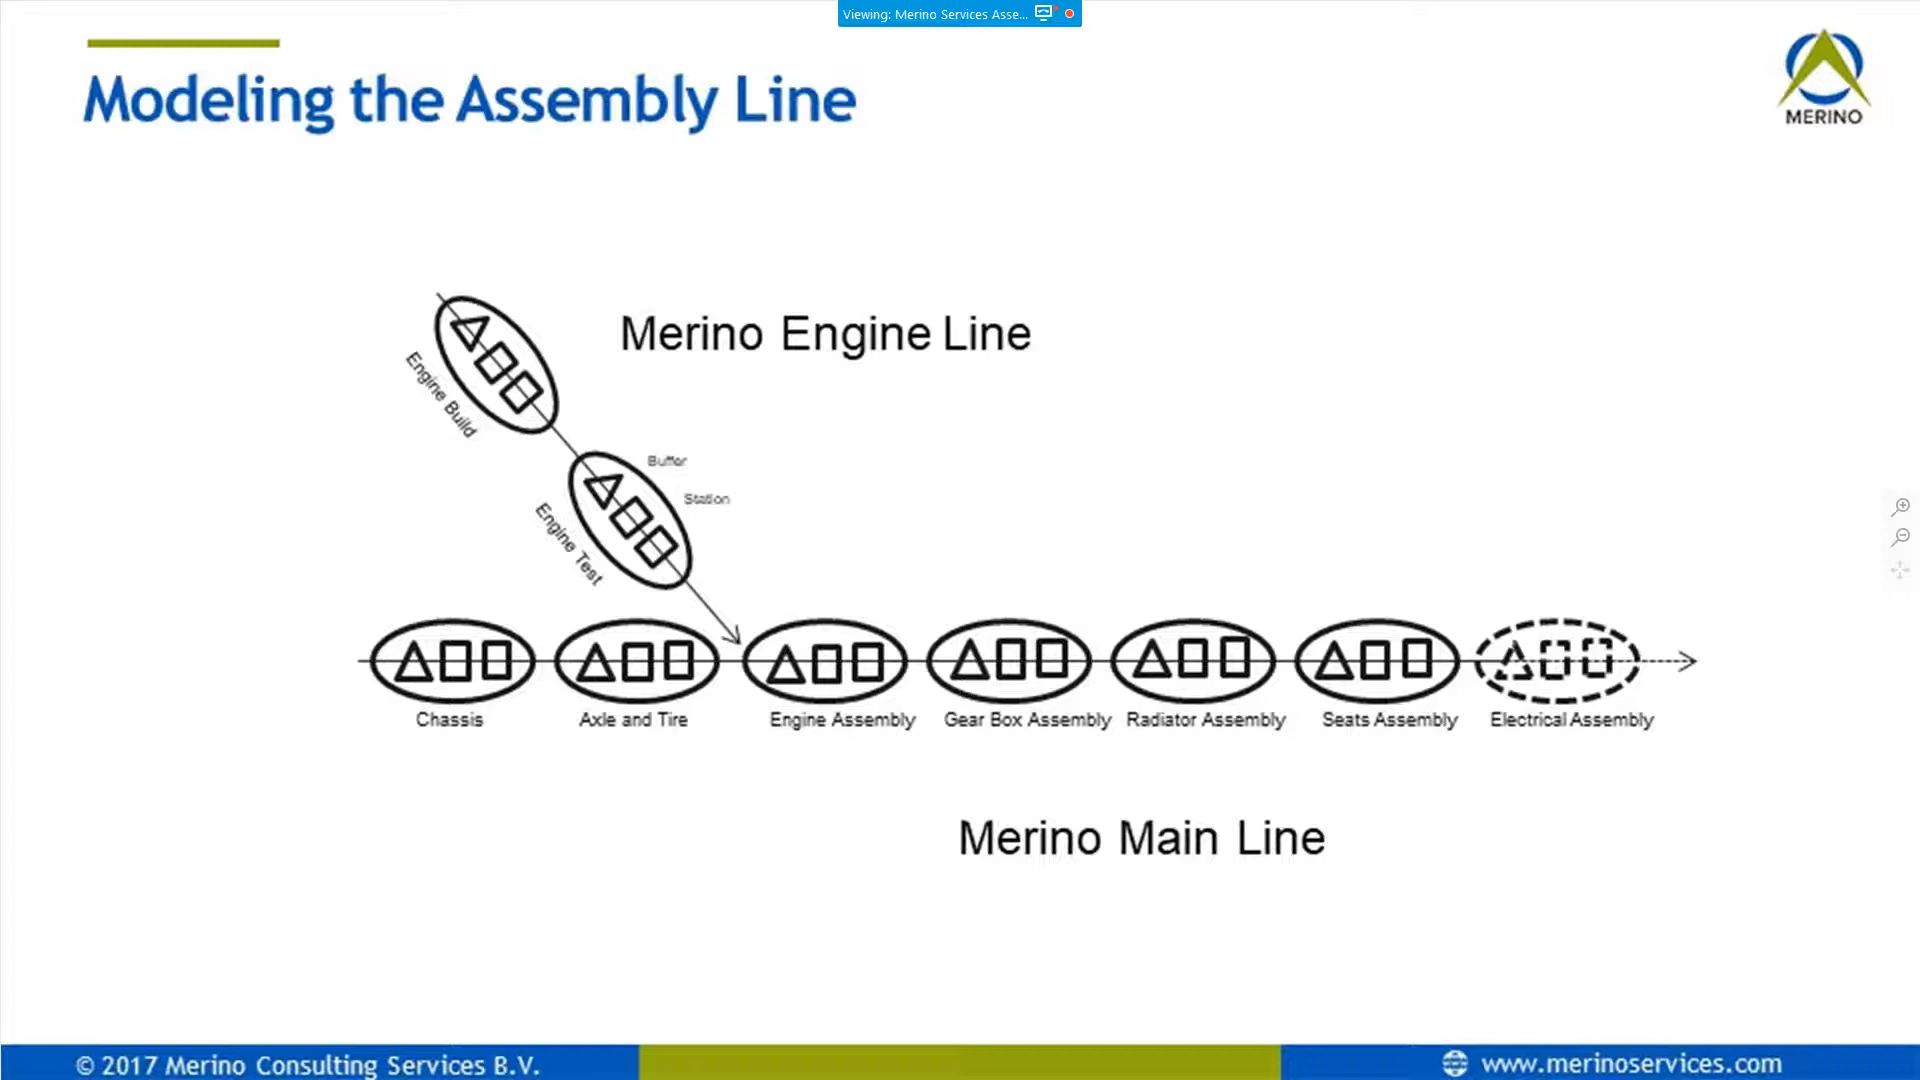 Viewing: Merino Services Asse...
Modeling the Assembly Line
MERINO
Merino Engine Line
Engine Build
Buffer
Station
Engine Test
Chassis
Axle and Tire
Engine Assembly
Gear Box Assembly
Radiator Assembly
Seats Assembly
Electrical Assembly
Merino Main Line
© 2017 Merino Consulting Services B.V.
www.merinoservices.com